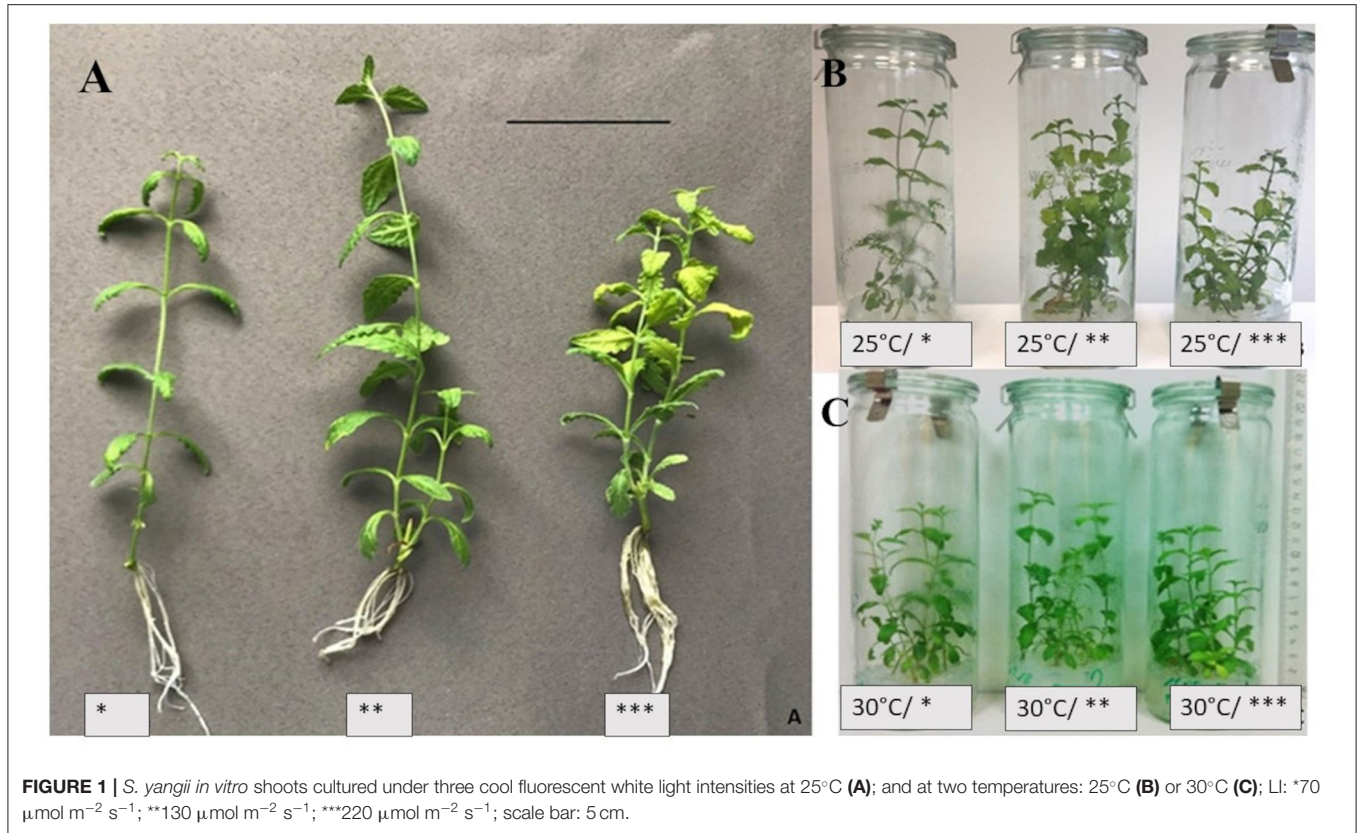 A
*
**
***
A
B
25°C/ *
25°C/ **
25°C/ ***
C
30°C/ *
30°C/ **
30°C/ ***
FIGURE 1 | S. yangii in vitro shoots cultured under three cool fluorescent white light intensities at 25°C (A); and at two temperatures: 25°C (B) or 30°C (C); LI: *70
μmol m−2 s−1; **130 μmol m−2 s−1; ***220 μmol m−2 s−1; scale bar: 5 cm.